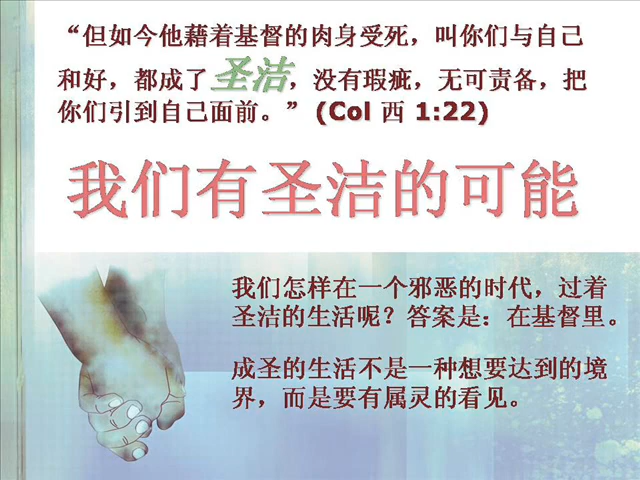 “但如今他藉着基督的肉身受死，叫你们与自己
和好，都成了圣洁，没有瑕疵，无可责备，把
你们引到自己面前。” (Col 西 1:22)
我们有圣洁的可能
我们怎样在一个邪恶的时代，过着
圣洁的生活呢？答案是：在基督里。
成圣的生活不是一种想要达到的境
界，而是要有属灵的看见。